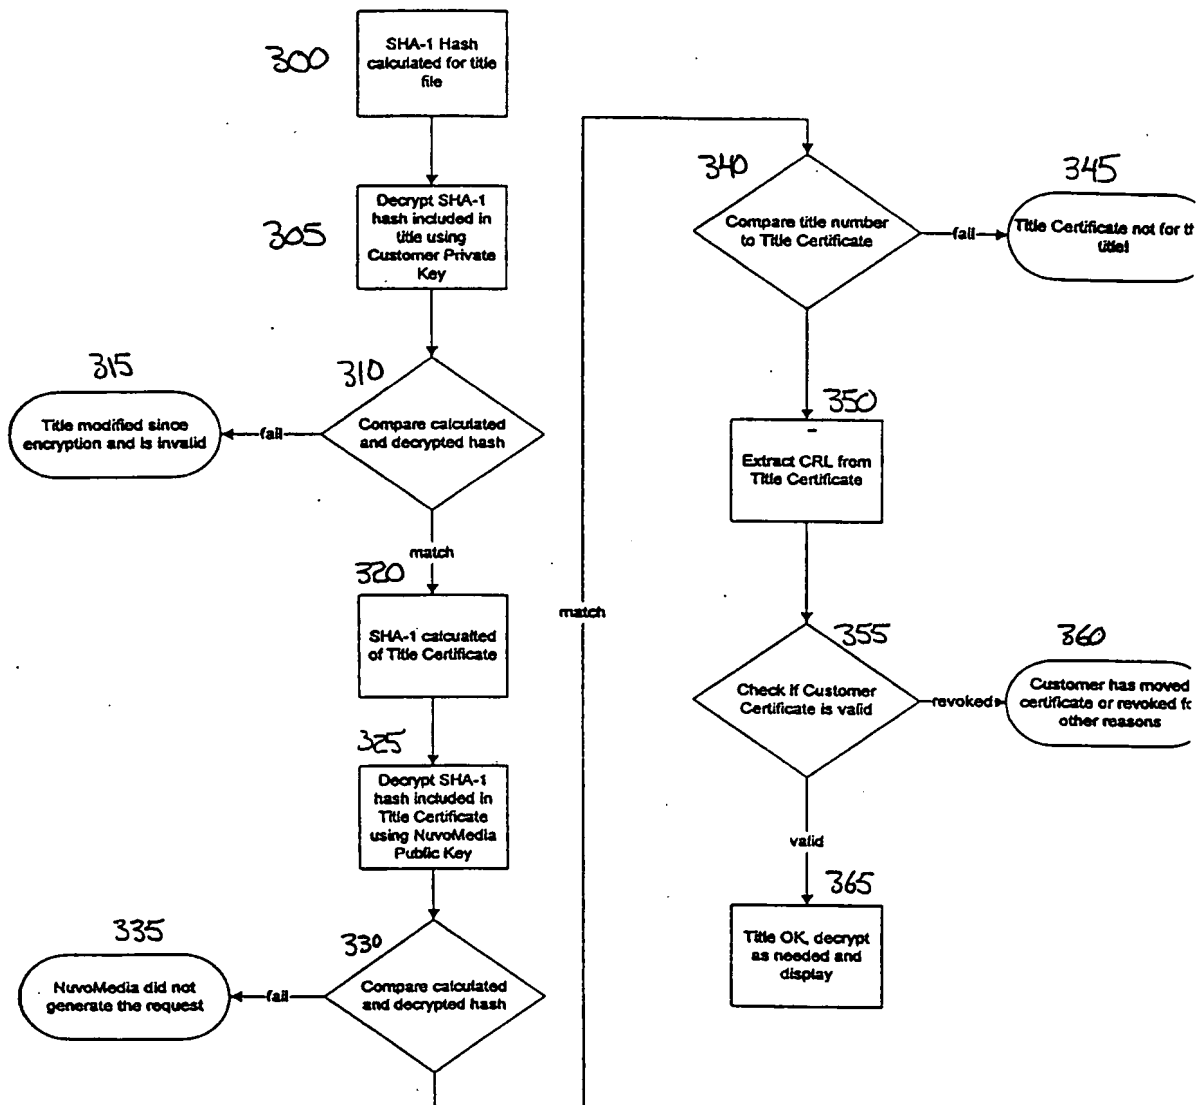 300
SHA-1 Hash
calculated for title
file
305
Decrypt SHA-1
hash included in
title using
Customer Private
Key
310
Compare calculated
and decrypted hash
fail
315
Title modified since
encryption and is invalid
match
320
SHA-1 calcualted
of Title Certificate
325
Decrypt SHA-1
hash included in
Title Certificate
using NuvoMedia
Public Key
330
Compare calculated
and decrypted hash
fail
335
NuvoMedia did not
generate the request
match
340
Compare title number
to Title Certificate
fail
345
Title Certificate not for th
title!
350
Extract CRL from
Title Certificate
355
Check if Customer
Certificate is valid
revoked
360
Customer has moved
certificate or revoked fo
other reasons
valid
365
Title OK, decrypt
as needed and
display